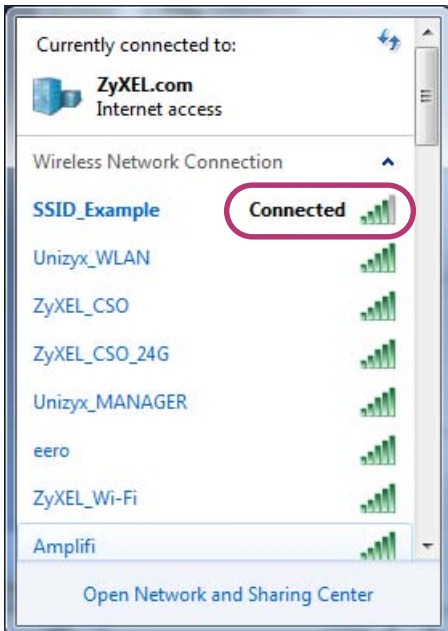 Currently connected to:
ZyXEL.com
Internet access
Wireless Network Connection
SSID_Example Connected
Unizyx_WLAN
ZyXEL_CSO
ZyXEL_CSO_24G
Unizyx_MANAGER
eero
ZyXEL_Wi-Fi
Amplifi
Open Network and Sharing Center